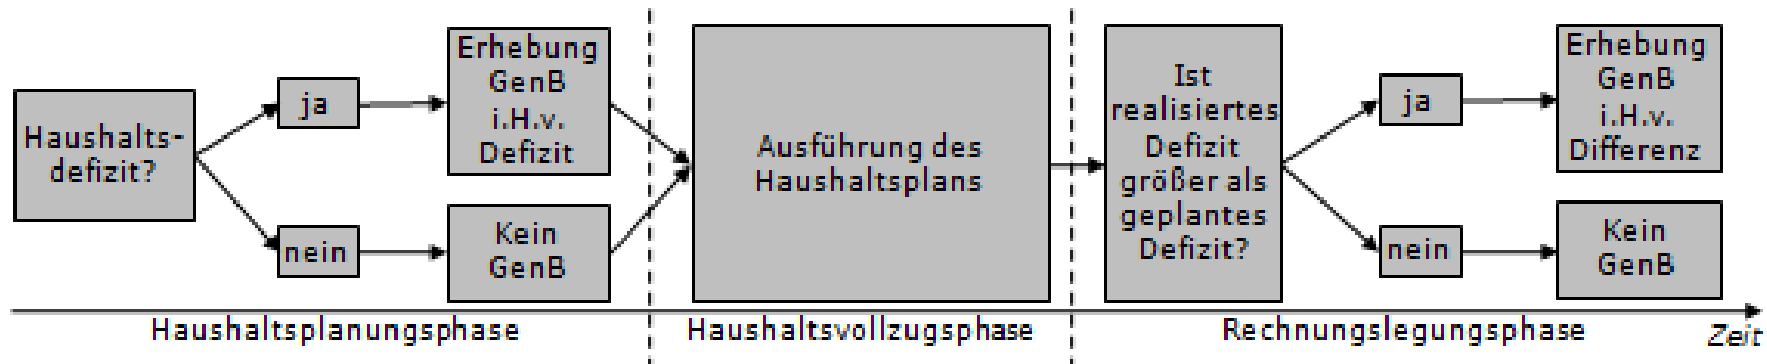 Haushalts-
defizit?
ja
nein
Erhebung
GenB
i.H.v.
Defizit
Kein
GenB
Ausführung des
Haushaltsplans
Ist
realisiertes
Defizit
größer als
geplantes
Defizit?
ja
nein
Erhebung
GenB
i.H.v.
Differenz
Kein
GenB
Haushaltsplanungsphase
Haushaltsvollzugsphase
Rechnungslegungsphase
Zeit